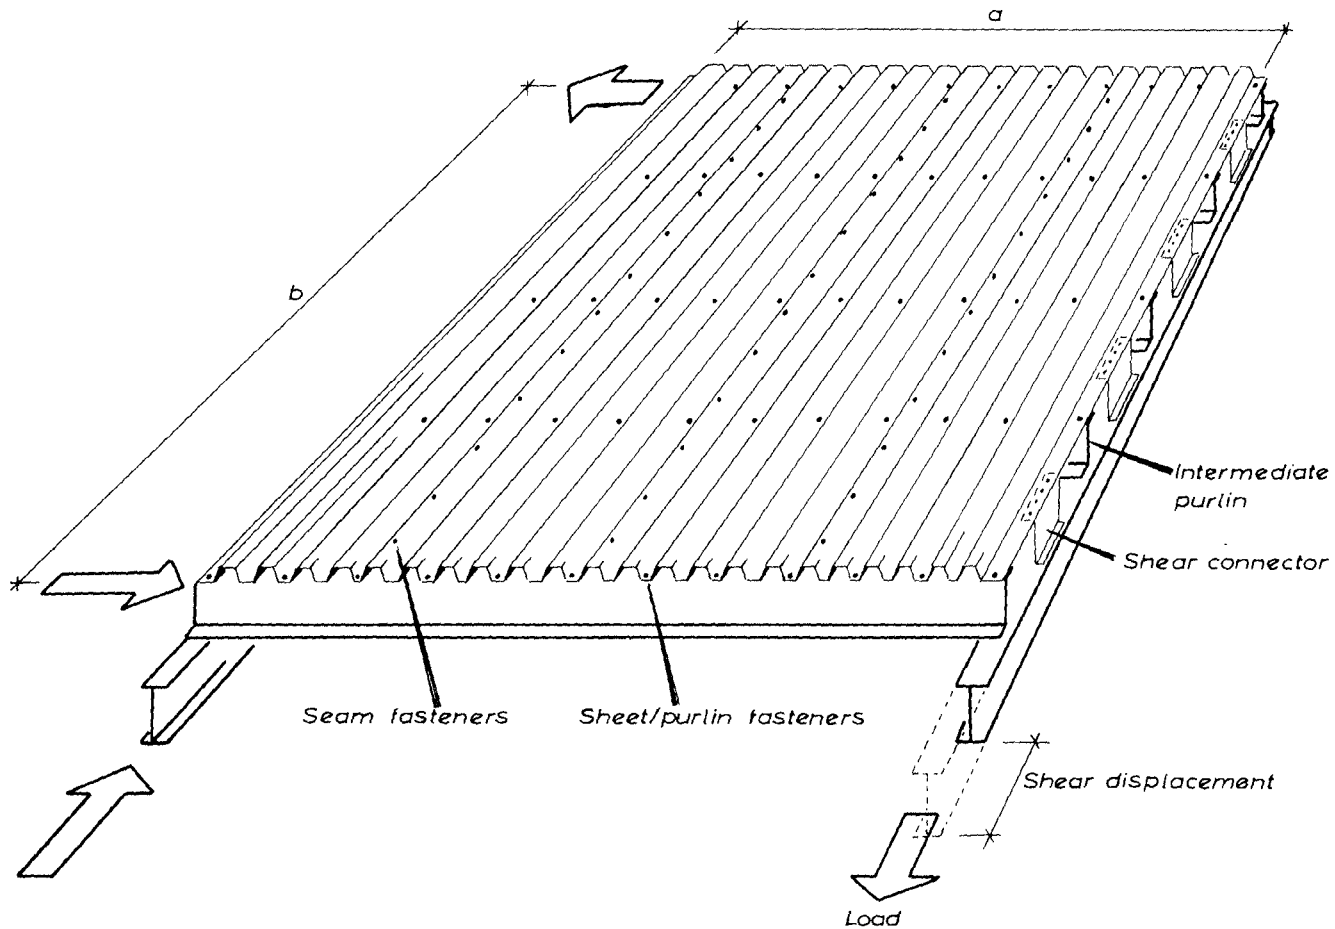 a
b
Intermediate
purlin
Shear connector
Seam fasteners
Sheet/purlin fasteners
Shear displacement
Load